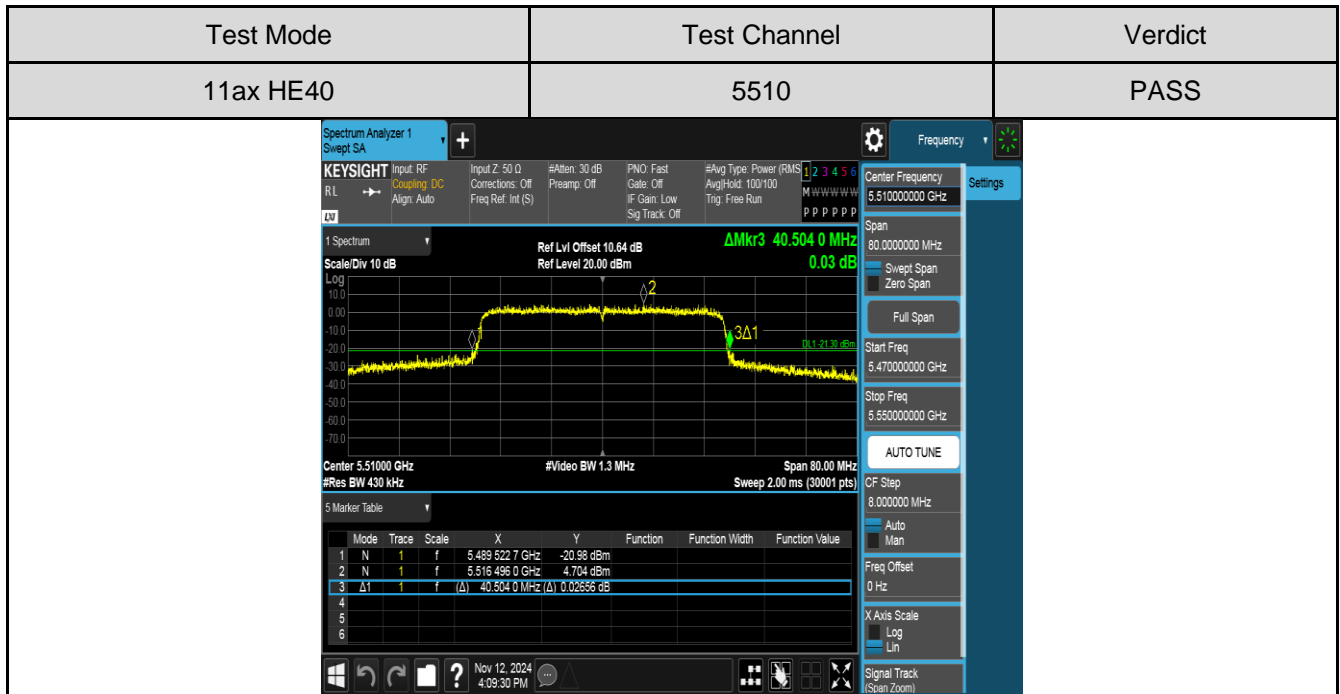 Test Mode Test Channel Verdict
11ax HE40 5510 PASS
Spectrum Analyzer 1
Swept SA
+
Frequency
KEYSIGHT Input: RF Input Z: 50 Ω #Atten: 30 dB PNO: Fast #Avg Type: Power (RMS 1 2 3 4 5 6
RL Coupling: DC Corrections: Off Preamp: Off Gate: Off Avg|Hold: 100/100 M W W W W W
Align: Auto Freq Ref: Int (S) IF Gain: Low Trig: Free Run
LXI Sig Track: Off P P P P P P
1 Spectrum Ref Lvl Offset 10.64 dB ΔMkr3 40.504 0 MHz
Scale/Div 10 dB Ref Level 20.00 dBm 0.03 dB
Log
10.0
0.00
-10.0
-20.0
-30.0
-40.0
-50.0
-60.0
-70.0
2
3Δ1
DL1 -21.30 dBm
Center 5.51000 GHz #Video BW 1.3 MHz Span 80.00 MHz
#Res BW 430 kHz Sweep 2.00 ms (30001 pts)
5 Marker Table
Mode Trace Scale X Y Function Function Width Function Value
1 N 1 f 5.489 522 7 GHz -20.98 dBm
2 N 1 f 5.516 496 0 GHz 4.704 dBm
3 Δ1 1 f (Δ) 40.504 0 MHz (Δ) 0.02656 dB
4
5
6
Center Frequency
5.510000000 GHz
Settings
Span
80.0000000 MHz
Swept Span
Zero Span
Full Span
Start Freq
5.470000000 GHz
Stop Freq
5.550000000 GHz
AUTO TUNE
CF Step
8.000000 MHz
Auto
Man
Freq Offset
0 Hz
X Axis Scale
Log
Lin
Signal Track
(Span Zoom)
? Nov 12, 2024
4:09:30 PM